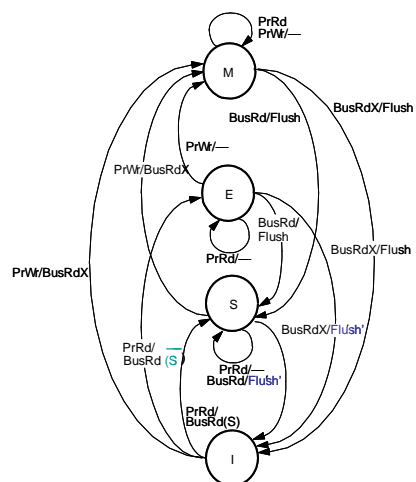 PrRd
PrWr/—
M
BusRd/Flush
BusRdX/Flush
PrWr/—
PrWr/BusRdX
E
BusRd/
Flush
PrRd/—
BusRdX/Flush
PrWr/BusRdX
S
BusRdX/Flush'
PrRd/
BusRd(S̅)
PrRd/—
BusRd/Flush'
PrRd/
BusRd(S)
I